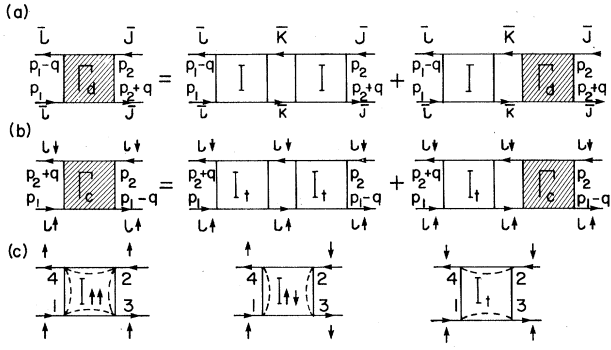 (a)
ῑ J̄ ῑ K̄ J̄ ῑ K̄ J̄
p₁-q Γd p₂ = p₁-q I I p₂ + p₁-q I Γd p₂
p₁ p₂+q p₁ p₂+q p₁ p₂+q
ῑ J̄ ῑ K̄ J̄ ῑ K̄ J̄
(b)
ι↓ ι↓ ι↓ ι↓ ι↓ ι↓ ι↓ ι↓
p₂+q Γc p₂ = p₂+q It It p₂ + p₂+q It Γc p₂
p₁ p₁-q p₁ p₁-q p₁ p₁-q
ι↑ ι↑ ι↑ ι↑ ι↑ ι↑ ι↑ ι↑
(c)
↑ ↑ ↑ ↓ ↓ ↓
4 I↑↑ 2 4 I↑↓ 2 4 It 2
1 3 1 3 1 3
↑ ↑ ↑ ↓ ↑ ↑